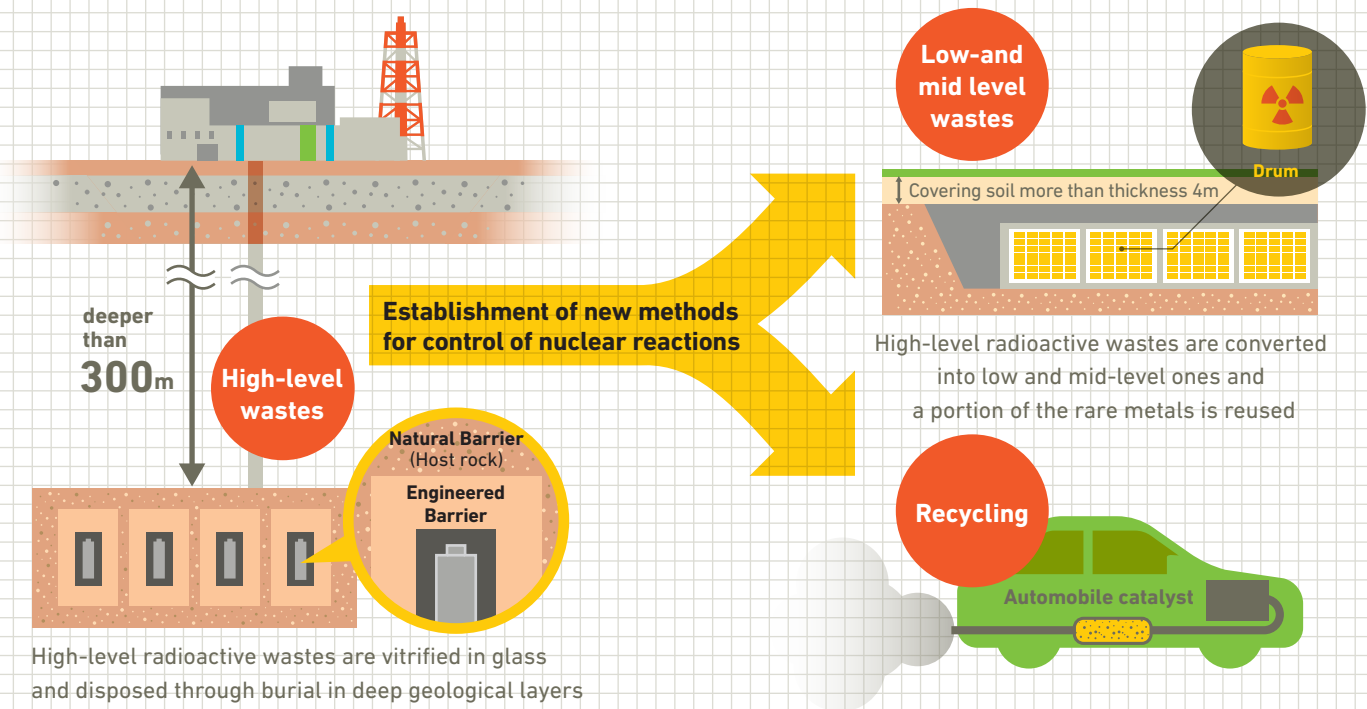 deeper
than
300m
High-level
wastes
Natural Barrier
(Host rock)
Engineered
Barrier
High-level radioactive wastes are vitrified in glass
and disposed through burial in deep geological layers
Establishment of new methods
for control of nuclear reactions
Low-and
mid level
wastes
Drum
Covering soil more than thickness 4m
High-level radioactive wastes are converted
into low and mid-level ones and
a portion of the rare metals is reused
Recycling
Automobile catalyst